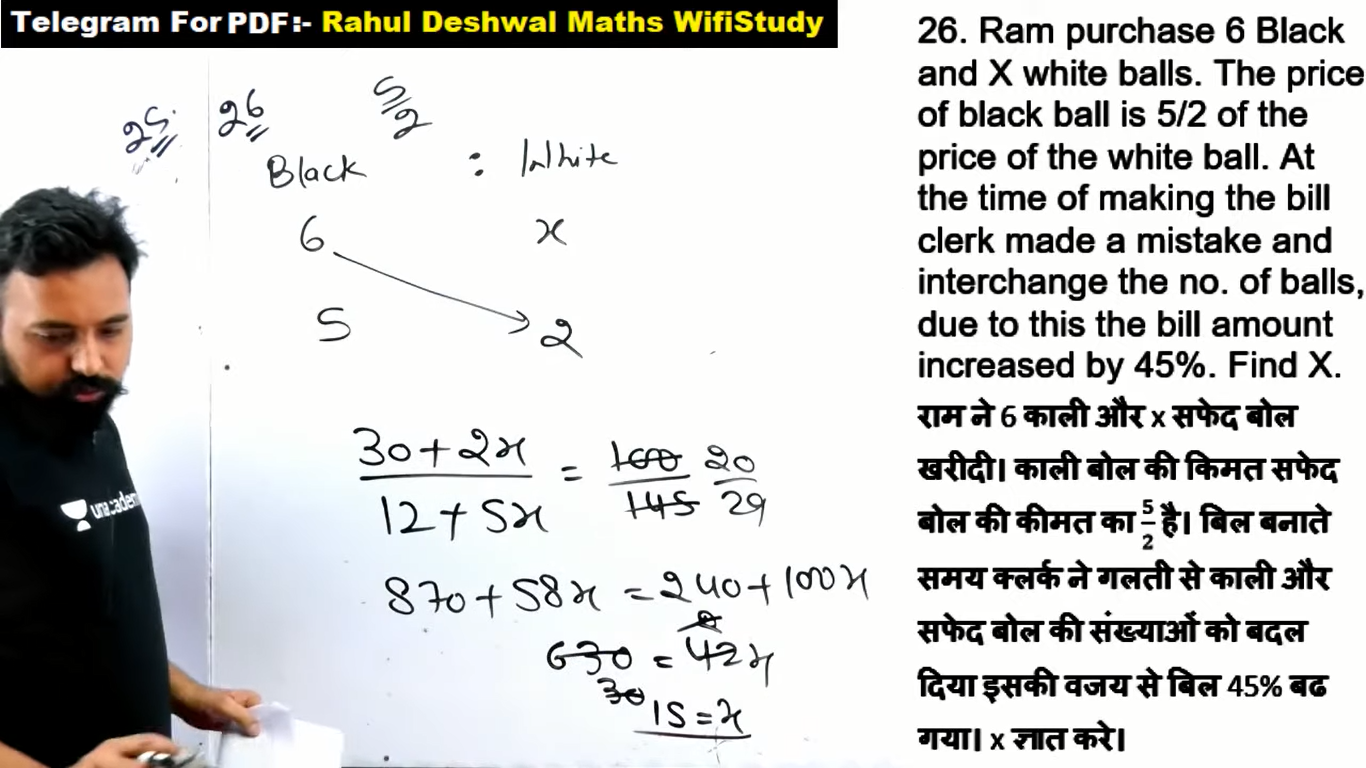 Telegram For PDF:- Rahul Deshwal Maths WifiStudy
25. 26 5/2
Black : White
6 x
5 2
30+2x / 12+5x = 100/145 20/29
870+58x = 240+100x
2
630 = 42x
30 15=x
unacademy
26. Ram purchase 6 Black
and X white balls. The price
of black ball is 5/2 of the
price of the white ball. At
the time of making the bill
clerk made a mistake and
interchange the no. of balls,
due to this the bill amount
increased by 45%. Find X.
राम ने 6 काली और x सफेद बोल
खरीदी। काली बोल की किमत सफेद
बोल की कीमत का 5/2 है। बिल बनाते
समय क्लर्क ने गलती से काली और
सफेद बोल की संख्याओं को बदल
दिया इसकी वजय से बिल 45% बढ
गया। x ज्ञात करे।